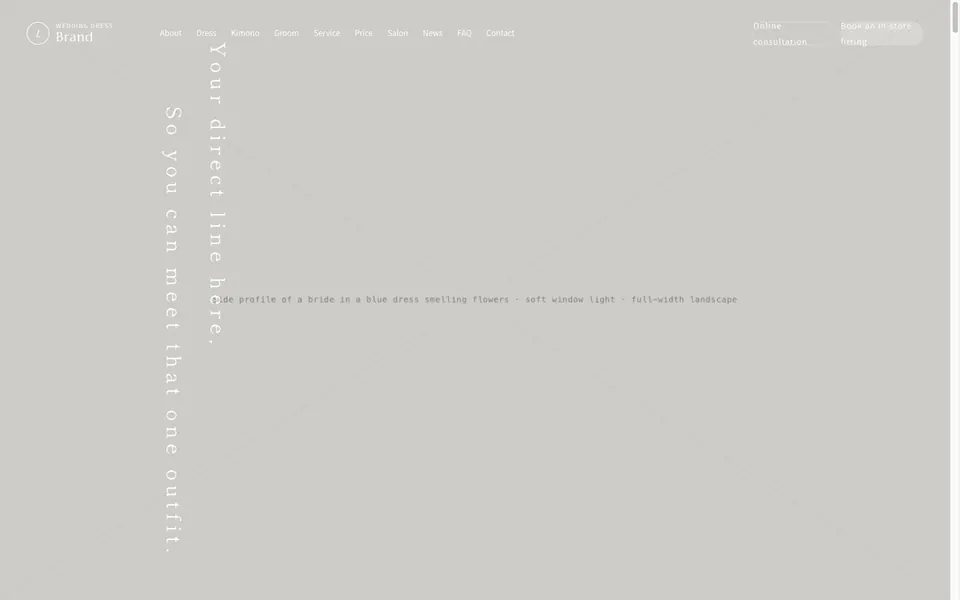 L
WEDDING DRESS
Brand
About
Dress
Kimono
Groom
Service
Price
Salon
News
FAQ
Contact
Online
consultation
Book an in-store
fitting
Your direct line here,
So you can meet that one outfit.
side profile of a bride in a blue dress smelling flowers · soft window light · full-width landscape